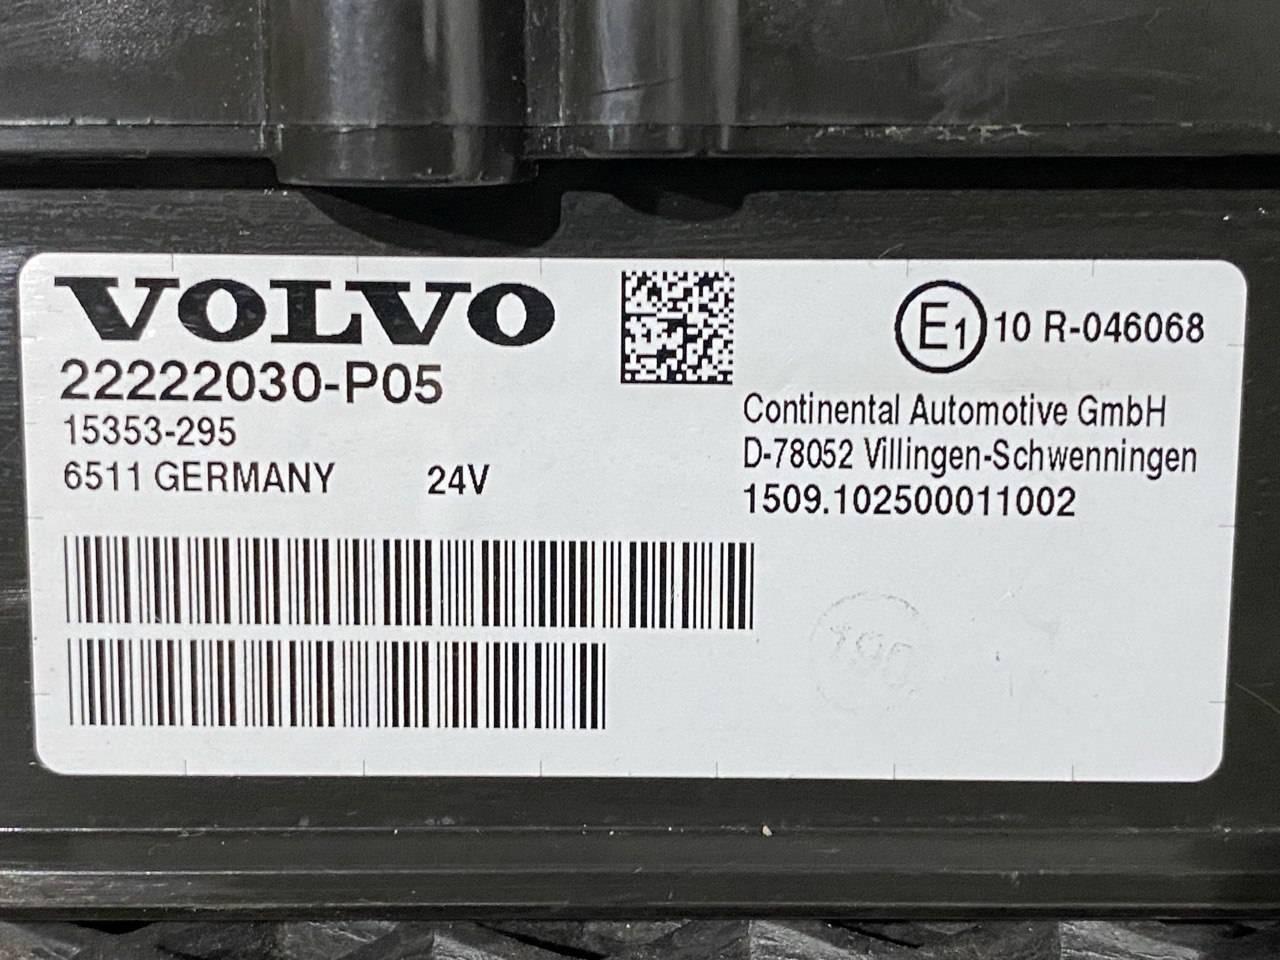 VOLVO
22222030-P05
15353-295
6511 GERMANY 24V
E1 10 R-046068
Continental Automotive GmbH
D-78052 Villingen-Schwenningen
1509.102500011002